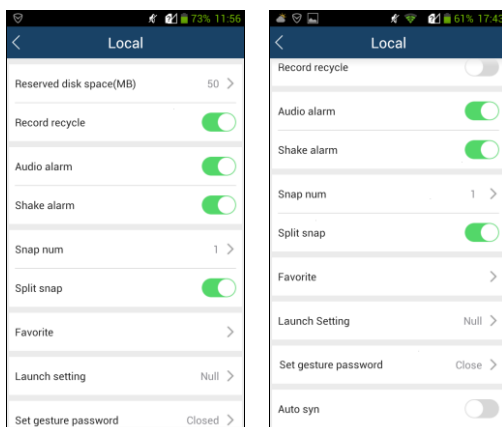 73% 11:56
Local
Reserved disk space(MB) 50
Record recycle
Audio alarm
Shake alarm
Snap num 1
Split snap
Favorite
Launch setting Null
Set gesture password Closed
61% 17:43
Local
Record recycle
Audio alarm
Shake alarm
Snap num 1
Split snap
Favorite
Launch Setting Null
Set gesture password Close
Auto syn